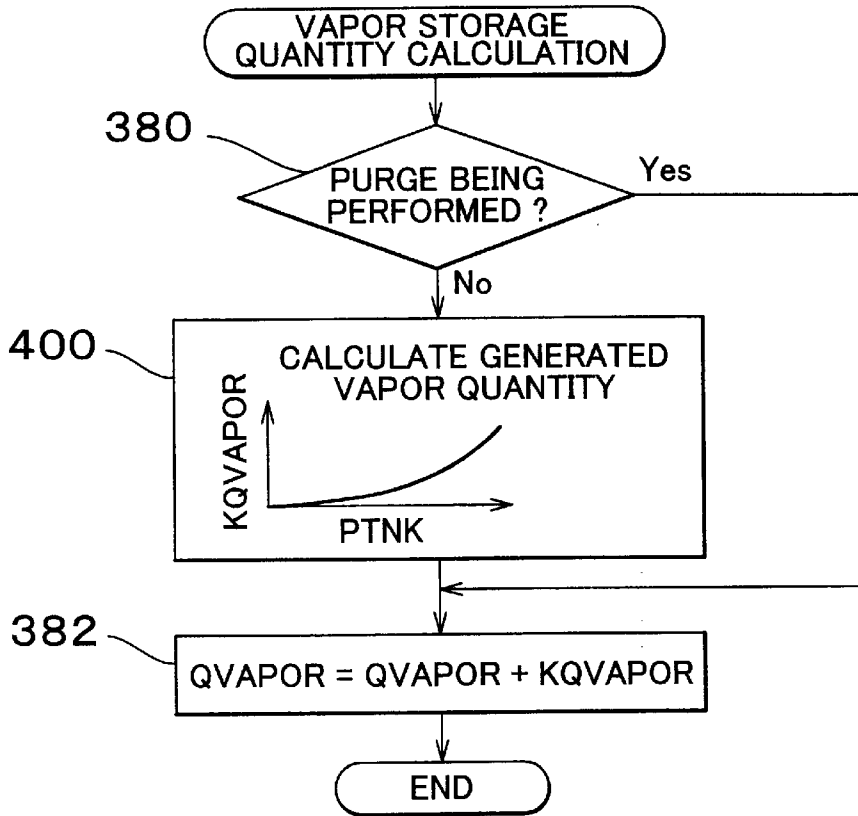 VAPOR STORAGE
QUANTITY CALCULATION
380
PURGE BEING
PERFORMED ?
Yes
No
400
CALCULATE GENERATED
VAPOR QUANTITY
KQVAPOR
PTNK
382
QVAPOR = QVAPOR + KQVAPOR
END